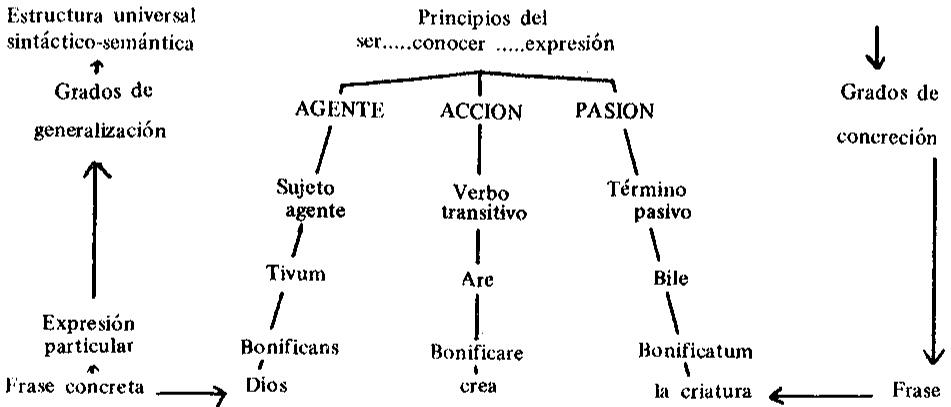 Estructura universal
sintáctico-semántica
Grados de
generalización
Expresión
particular
Frase concreta
Principios del
ser.....conocer .....expresión
AGENTE ACCION PASION
Sujeto
agente
Verbo
transitivo
Término
pasivo
Tivum Are Bile
Bonificans Bonificare Bonificatum
Dios crea la criatura
Grados de
concreción
Frase